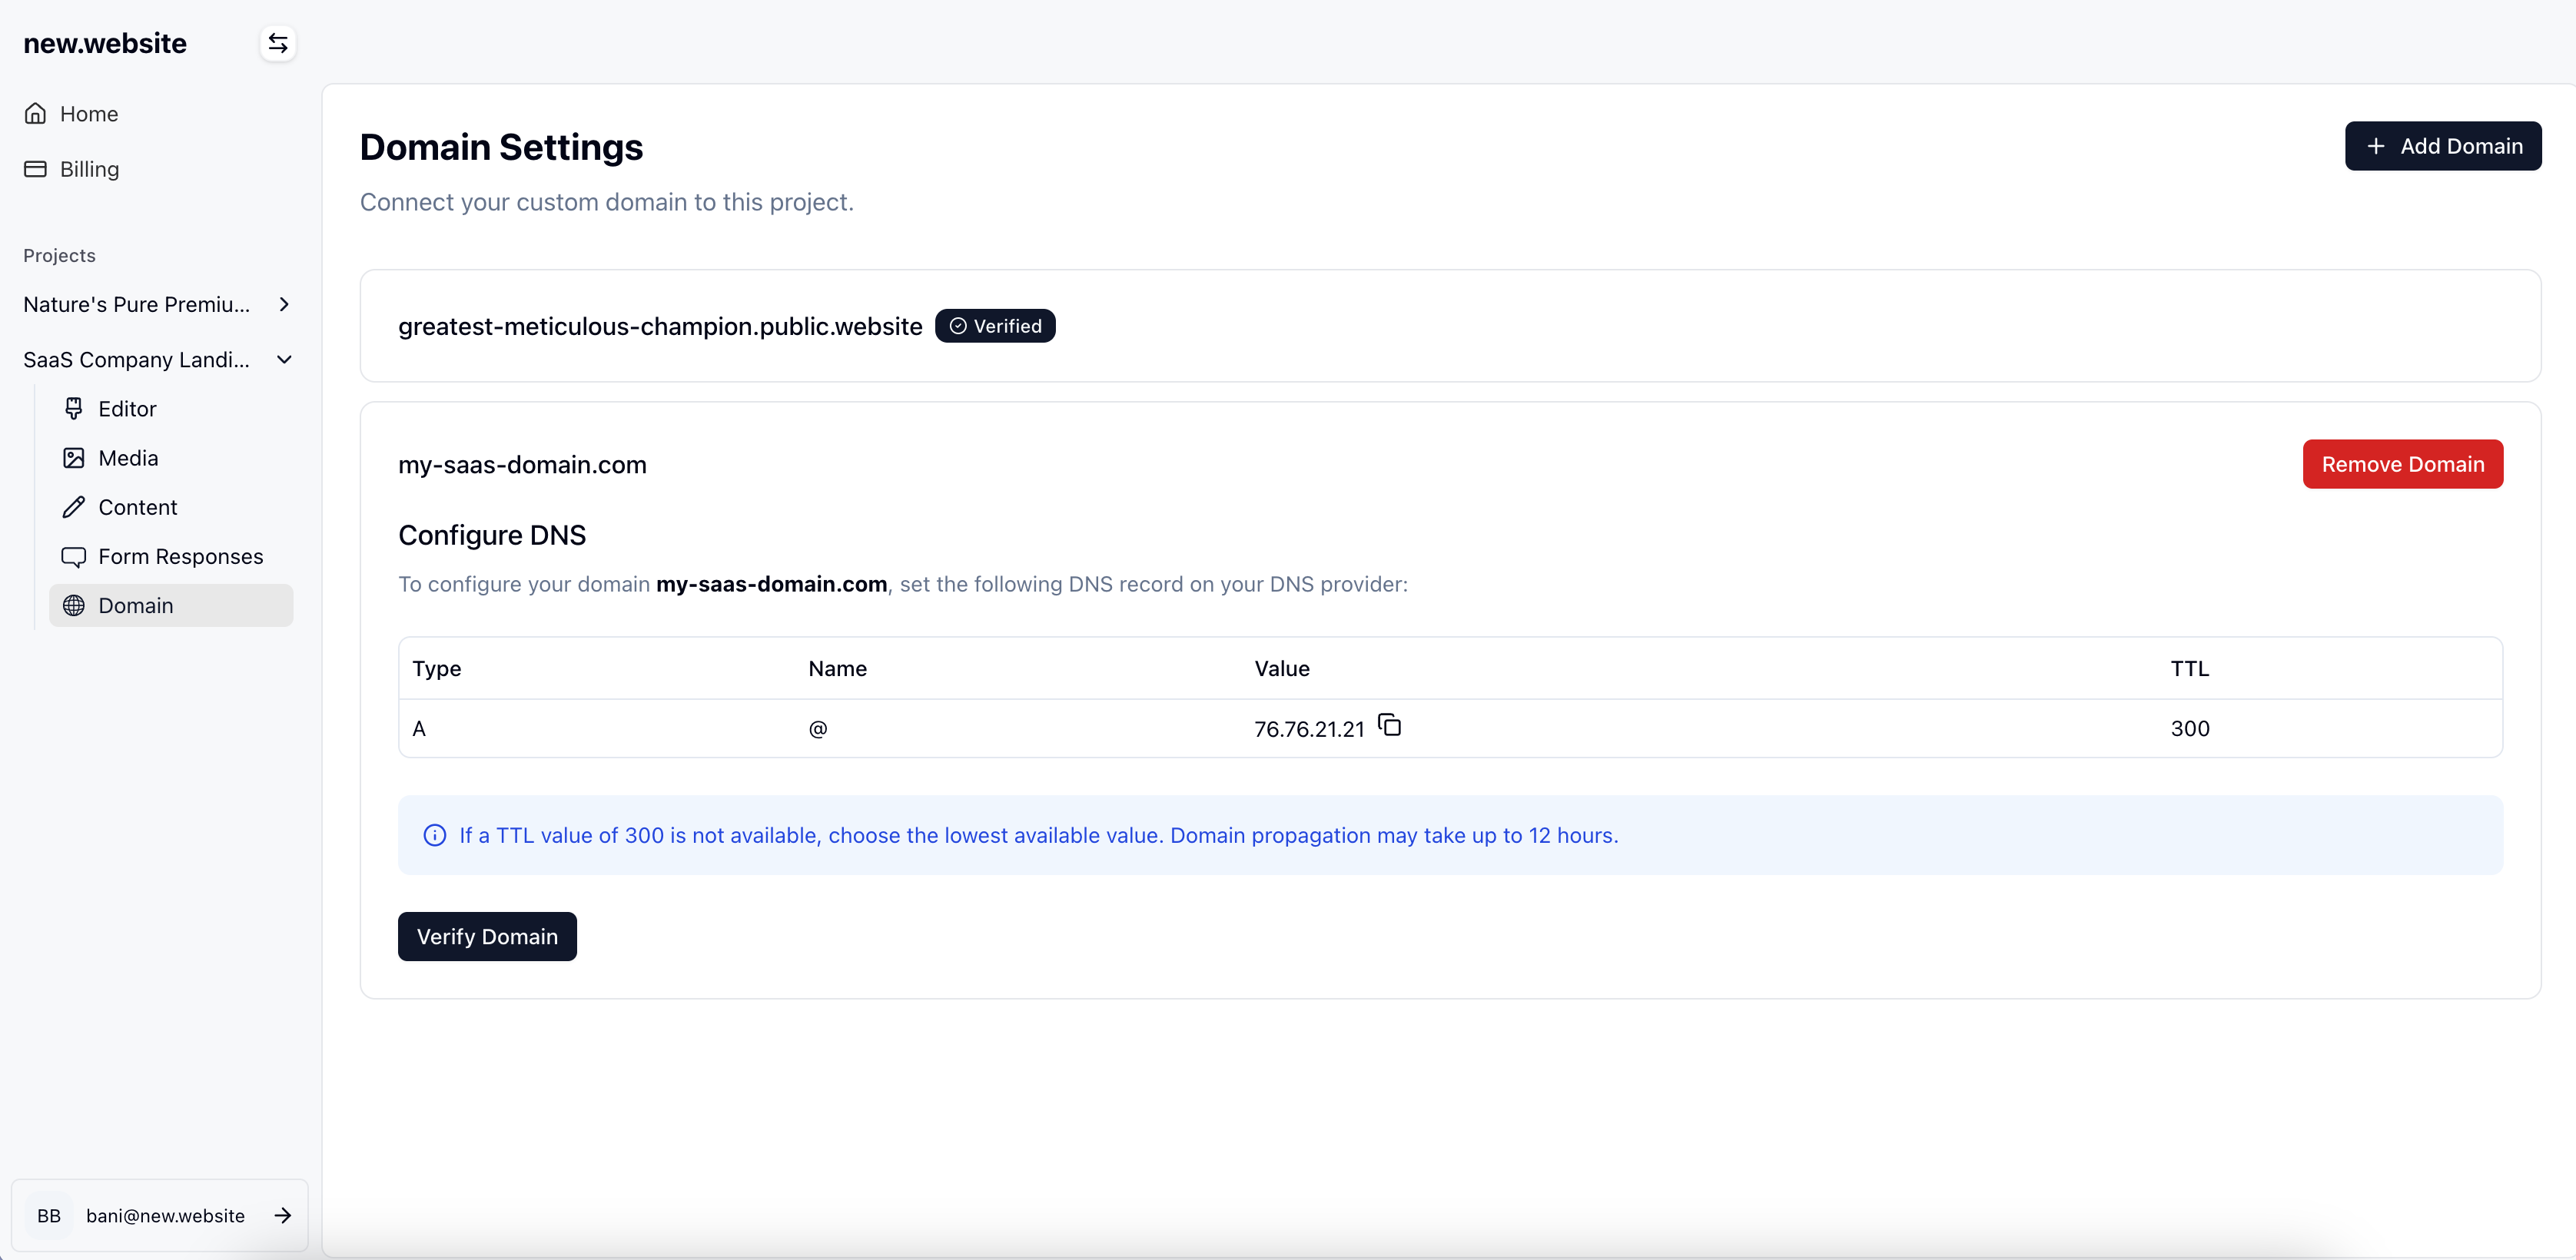 new.website
Home
Billing
Projects
Nature's Pure Premiu...
SaaS Company Landi...
Editor
Media
Content
Form Responses
Domain
BB bani@new.website
Domain Settings
Add Domain
Connect your custom domain to this project.
greatest-meticulous-champion.public.website Verified
my-saas-domain.com
Remove Domain
Configure DNS
To configure your domain my-saas-domain.com, set the following DNS record on your DNS provider:
Type Name Value TTL
A @ 76.76.21.21 300
If a TTL value of 300 is not available, choose the lowest available value. Domain propagation may take up to 12 hours.
Verify Domain